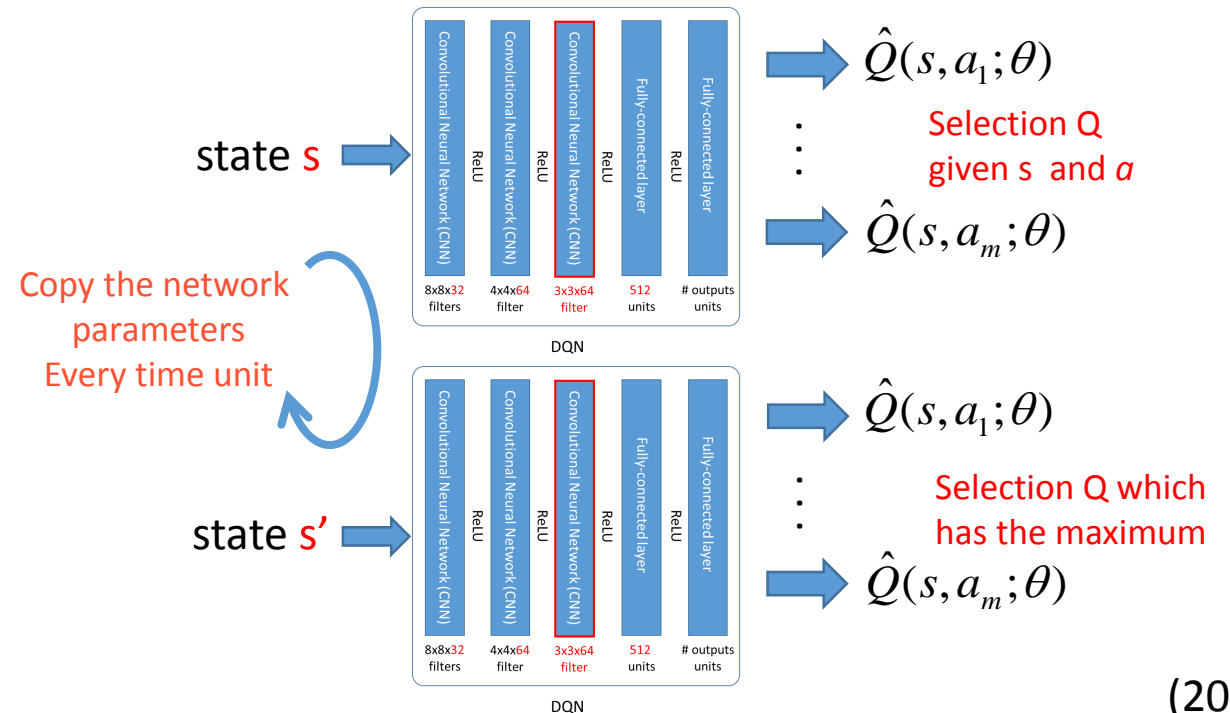 state s
Convolutional Neural Network (CNN)
ReLU
Convolutional Neural Network (CNN)
ReLU
Convolutional Neural Network (CNN)
ReLU
Fully-connected layer
ReLU
Fully-connected layer
8x8x32
filters
4x4x64
filter
3x3x64
filter
512
units
# outputs
units
DQN
Q̂(s,a₁;θ)
⋮
Selection Q
given s and a
Q̂(s,aₘ;θ)
Copy the network
parameters
Every time unit
state s’
Convolutional Neural Network (CNN)
ReLU
Convolutional Neural Network (CNN)
ReLU
Convolutional Neural Network (CNN)
ReLU
Fully-connected layer
ReLU
Fully-connected layer
8x8x32
filters
4x4x64
filter
3x3x64
filter
512
units
# outputs
units
DQN
Q̂(s,a₁;θ)
⋮
Selection Q which
has the maximum
Q̂(s,aₘ;θ)
(20